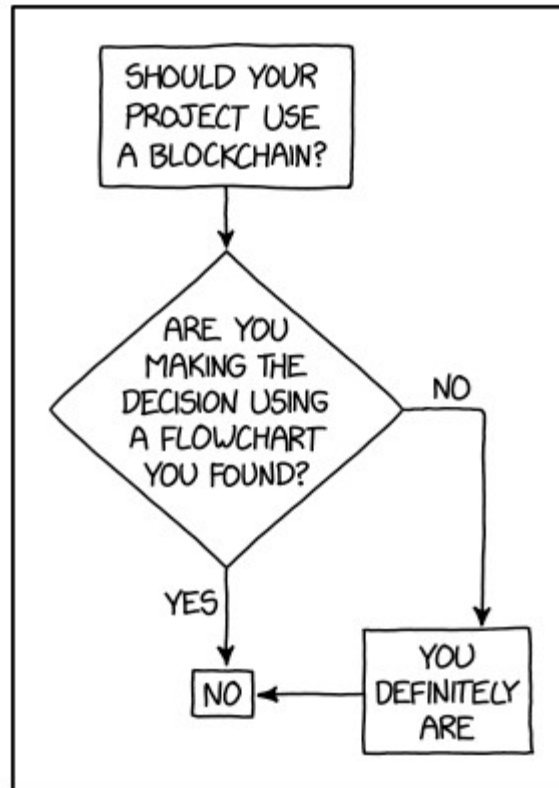 SHOULD YOUR
PROJECT USE
A BLOCKCHAIN?
ARE YOU
MAKING THE
DECISION USING
A FLOWCHART
YOU FOUND?
NO
YES
YOU
DEFINITELY
ARE
NO